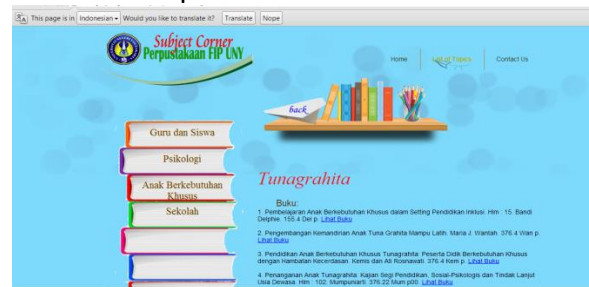 This page is in Indonesian Would you like to translate it? Translate Nope
Subject Corner
Perpustakaan FIP UNY
Home List of Topics Contact Us
back
Guru dan Siswa
Psikologi
Anak Berkebutuhan
Khusus
Sekolah
Tunagrahita
Buku:
1. Pembelajaran Anak Berkebutuhan Khusus dalam Setting Pendidikan Inklusi. Hlm : 15. Bandi
Delphie. 155.4 Del p. Lihat Buku
2. Pengembangan Kemandirian Anak Tuna Grahita Mampu Latih. Maria J. Wantah. 376.4 Wan p.
Lihat Buku
3. Pendidikan Anak Berkebutuhan Khusus Tunagrahita: Peserta Didik Berkebutuhan Khusus
dengan Hambatan Kecerdasan. Kemis dan Ati Rosnawati. 376.4 Kem p. Lihat Buku
4. Penanganan Anak Tunagrahita: Kajian Segi Pendidikan, Sosial-Psikologis dan Tindak Lanjut
Usia Dewasa. Hlm : 102. Mumpuniarti. 376.22 Mum p00. Lihat Buku